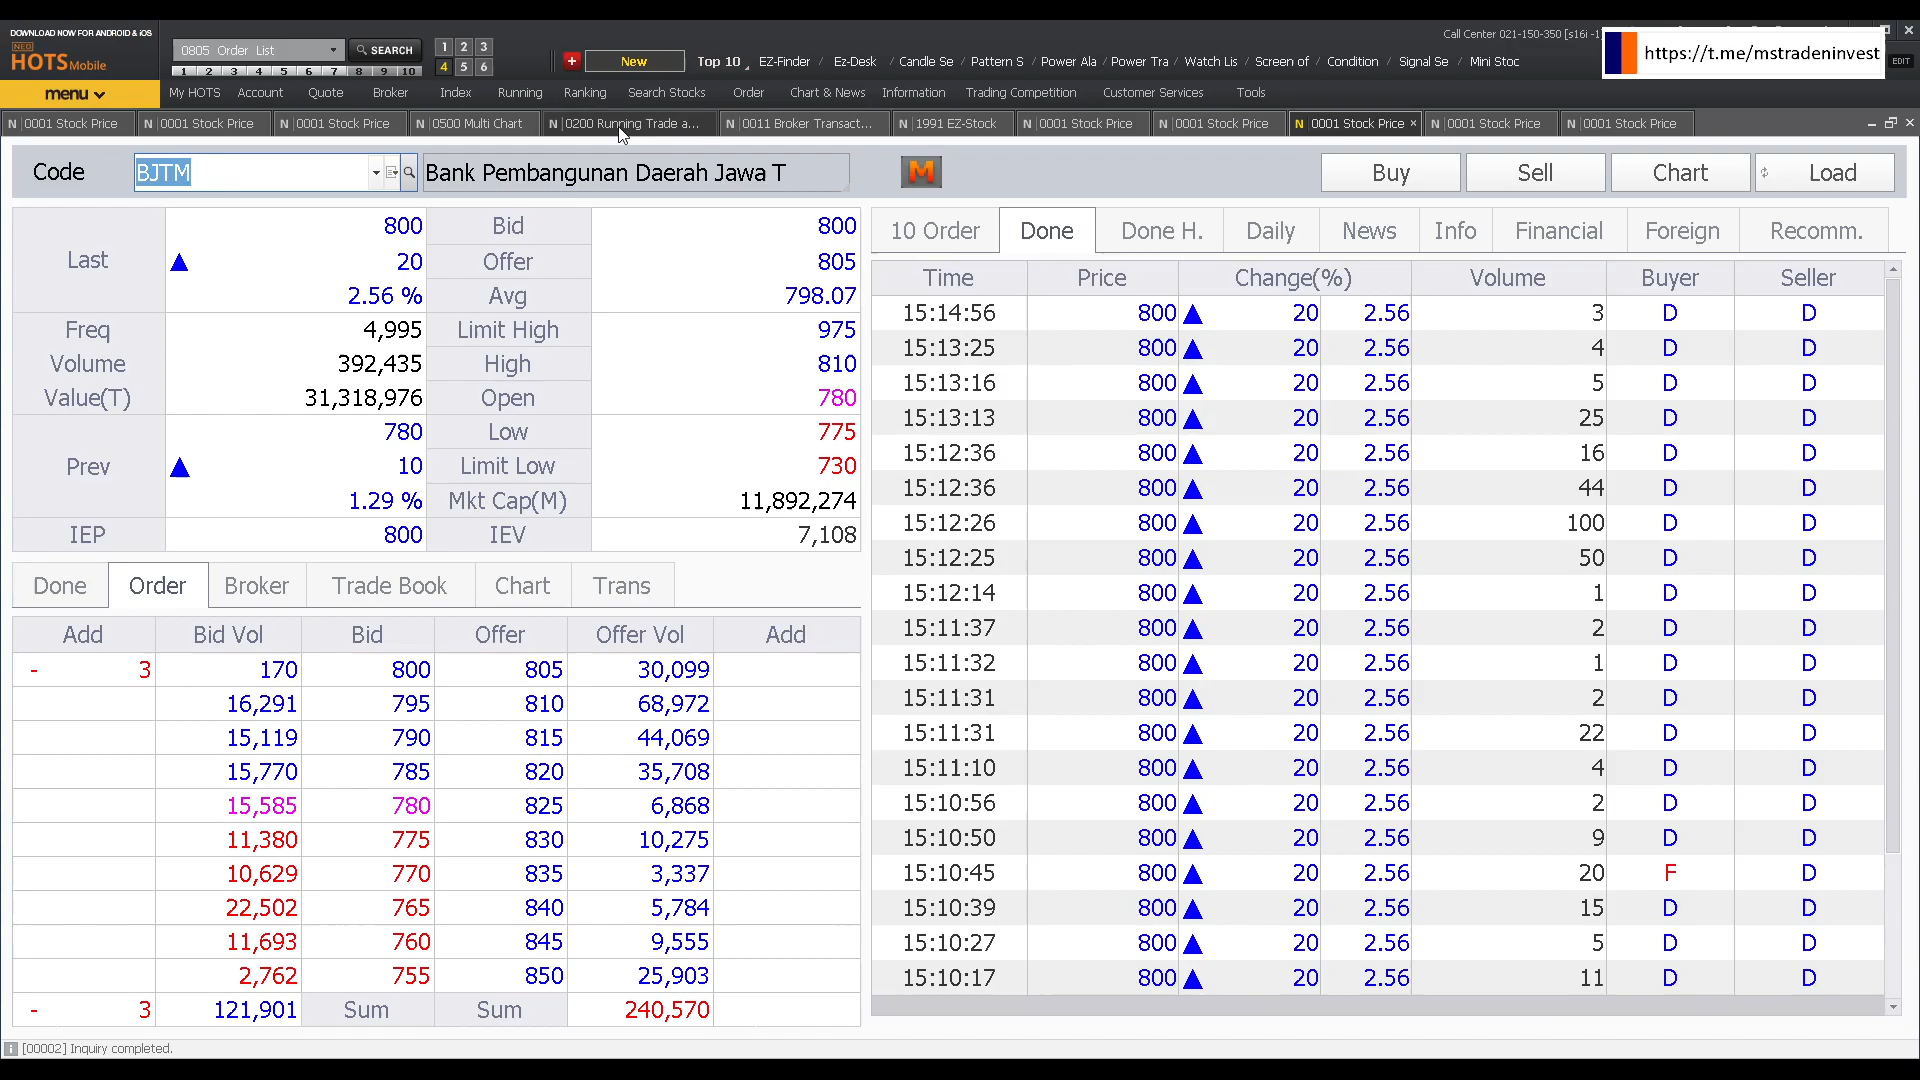 DOWNLOAD NOW FOR ANDROID & iOS
NEO
HOTS Mobile
0805 Order List
SEARCH
1 2 3
4 5 6
1 2 3 4 5 6 7 8 9 10
New
Top 10 EZ-Finder / Ez-Desk / Candle Se / Pattern S / Power Ala / Power Tra / Watch Lis / Screen of / Condition / Signal Se / Mini Stoc
Call Center 021-150-350 [s16i
https://t.me/mstradeninvest
EDIT
menu
My HOTS Account Quote Broker Index Running Ranking Search Stocks Order Chart & News Information Trading Competition Customer Services Tools
N 0001 Stock Price N 0001 Stock Price N 0001 Stock Price N 0500 Multi Chart N 0200 Running Trade a... N 0011 Broker Transact... N 1991 EZ-Stock N 0001 Stock Price N 0001 Stock Price N 0001 Stock Price × N 0001 Stock Price N 0001 Stock Price
Code BJTM Bank Pembangunan Daerah Jawa T M Buy Sell Chart Load
Last ▲ 800 Bid 800
20 Offer 805
2.56 % Avg 798.07
Freq 4,995 Limit High 975
Volume 392,435 High 810
Value(T) 31,318,976 Open 780
Prev ▲ 780 Low 775
10 Limit Low 730
1.29 % Mkt Cap(M) 11,892,274
IEP 800 IEV 7,108
Done Order Broker Trade Book Chart Trans
Add Bid Vol Bid Offer Offer Vol Add
- 3 170 800 805 30,099
16,291 795 810 68,972
15,119 790 815 44,069
15,770 785 820 35,708
15,585 780 825 6,868
11,380 775 830 10,275
10,629 770 835 3,337
22,502 765 840 5,784
11,693 760 845 9,555
2,762 755 850 25,903
- 3 121,901 Sum Sum 240,570
10 Order Done Done H. Daily News Info Financial Foreign Recomm.
Time Price Change(%) Volume Buyer Seller
15:14:56 800 ▲ 20 2.56 3 D D
15:13:25 800 ▲ 20 2.56 4 D D
15:13:16 800 ▲ 20 2.56 5 D D
15:13:13 800 ▲ 20 2.56 25 D D
15:12:36 800 ▲ 20 2.56 16 D D
15:12:36 800 ▲ 20 2.56 44 D D
15:12:26 800 ▲ 20 2.56 100 D D
15:12:25 800 ▲ 20 2.56 50 D D
15:12:14 800 ▲ 20 2.56 1 D D
15:11:37 800 ▲ 20 2.56 2 D D
15:11:32 800 ▲ 20 2.56 1 D D
15:11:31 800 ▲ 20 2.56 2 D D
15:11:31 800 ▲ 20 2.56 22 D D
15:11:10 800 ▲ 20 2.56 4 D D
15:10:56 800 ▲ 20 2.56 2 D D
15:10:50 800 ▲ 20 2.56 9 D D
15:10:45 800 ▲ 20 2.56 20 F D
15:10:39 800 ▲ 20 2.56 15 D D
15:10:27 800 ▲ 20 2.56 5 D D
15:10:17 800 ▲ 20 2.56 11 D D
[00002] Inquiry completed.